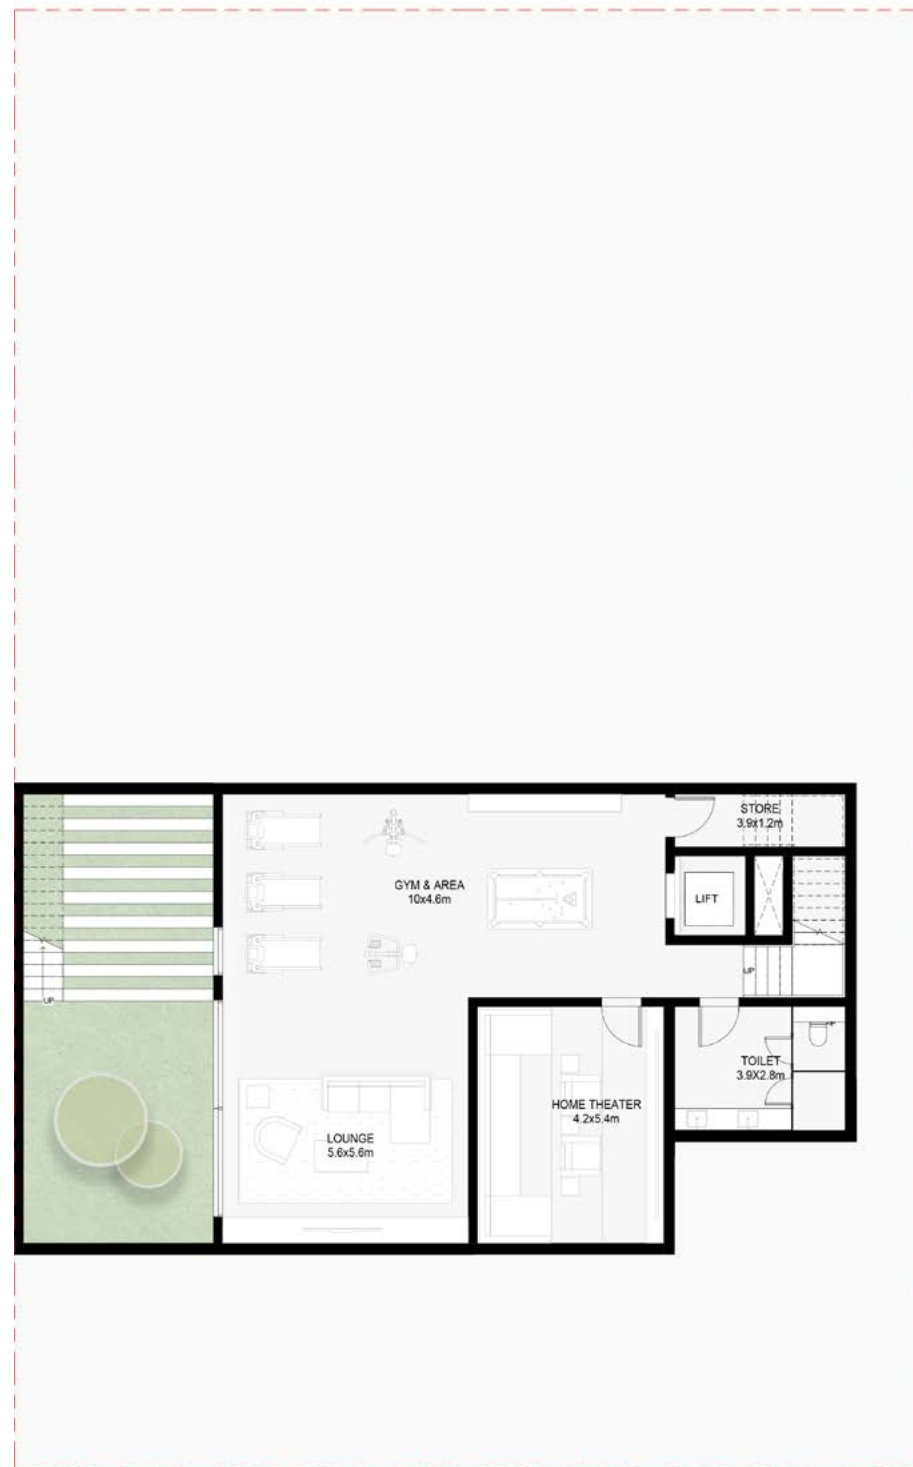 STORE
3.9x1.2m
GYM & AREA
10x4.6m
LIFT
UP
UP
TOILET
3.9X2.8m
HOME THEATER
4.2x5.4m
LOUNGE
5.6x5.6m